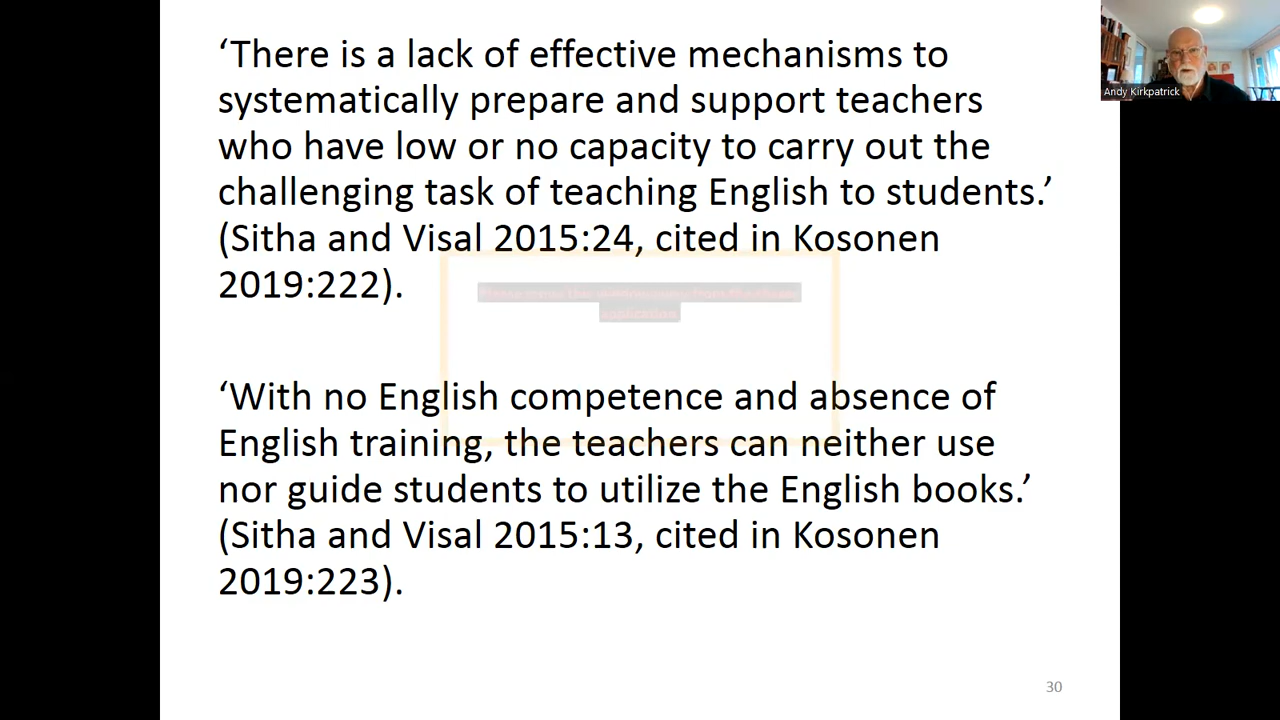 ‘There is a lack of effective mechanisms to
systematically prepare and support teachers
who have low or no capacity to carry out the
challenging task of teaching English to students.’
(Sitha and Visal 2015:24, cited in Kosonen
2019:222).
application.
‘With no English competence and absence of
English training, the teachers can neither use
nor guide students to utilize the English books.’
(Sitha and Visal 2015:13, cited in Kosonen
2019:223).
30
Andy Kirkpatrick